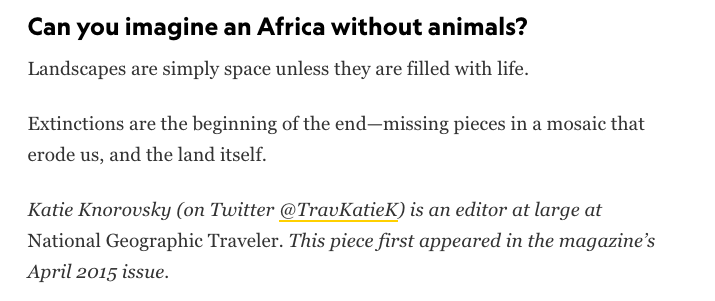 Can you imagine an Africa without animals?
Landscapes are simply space unless they are filled with life.
Extinctions are the beginning of the end—missing pieces in a mosaic that
erode us, and the land itself.
Katie Knorovsky (on Twitter @TravKatieK) is an editor at large at
National Geographic Traveler. This piece first appeared in the magazine’s
April 2015 issue.